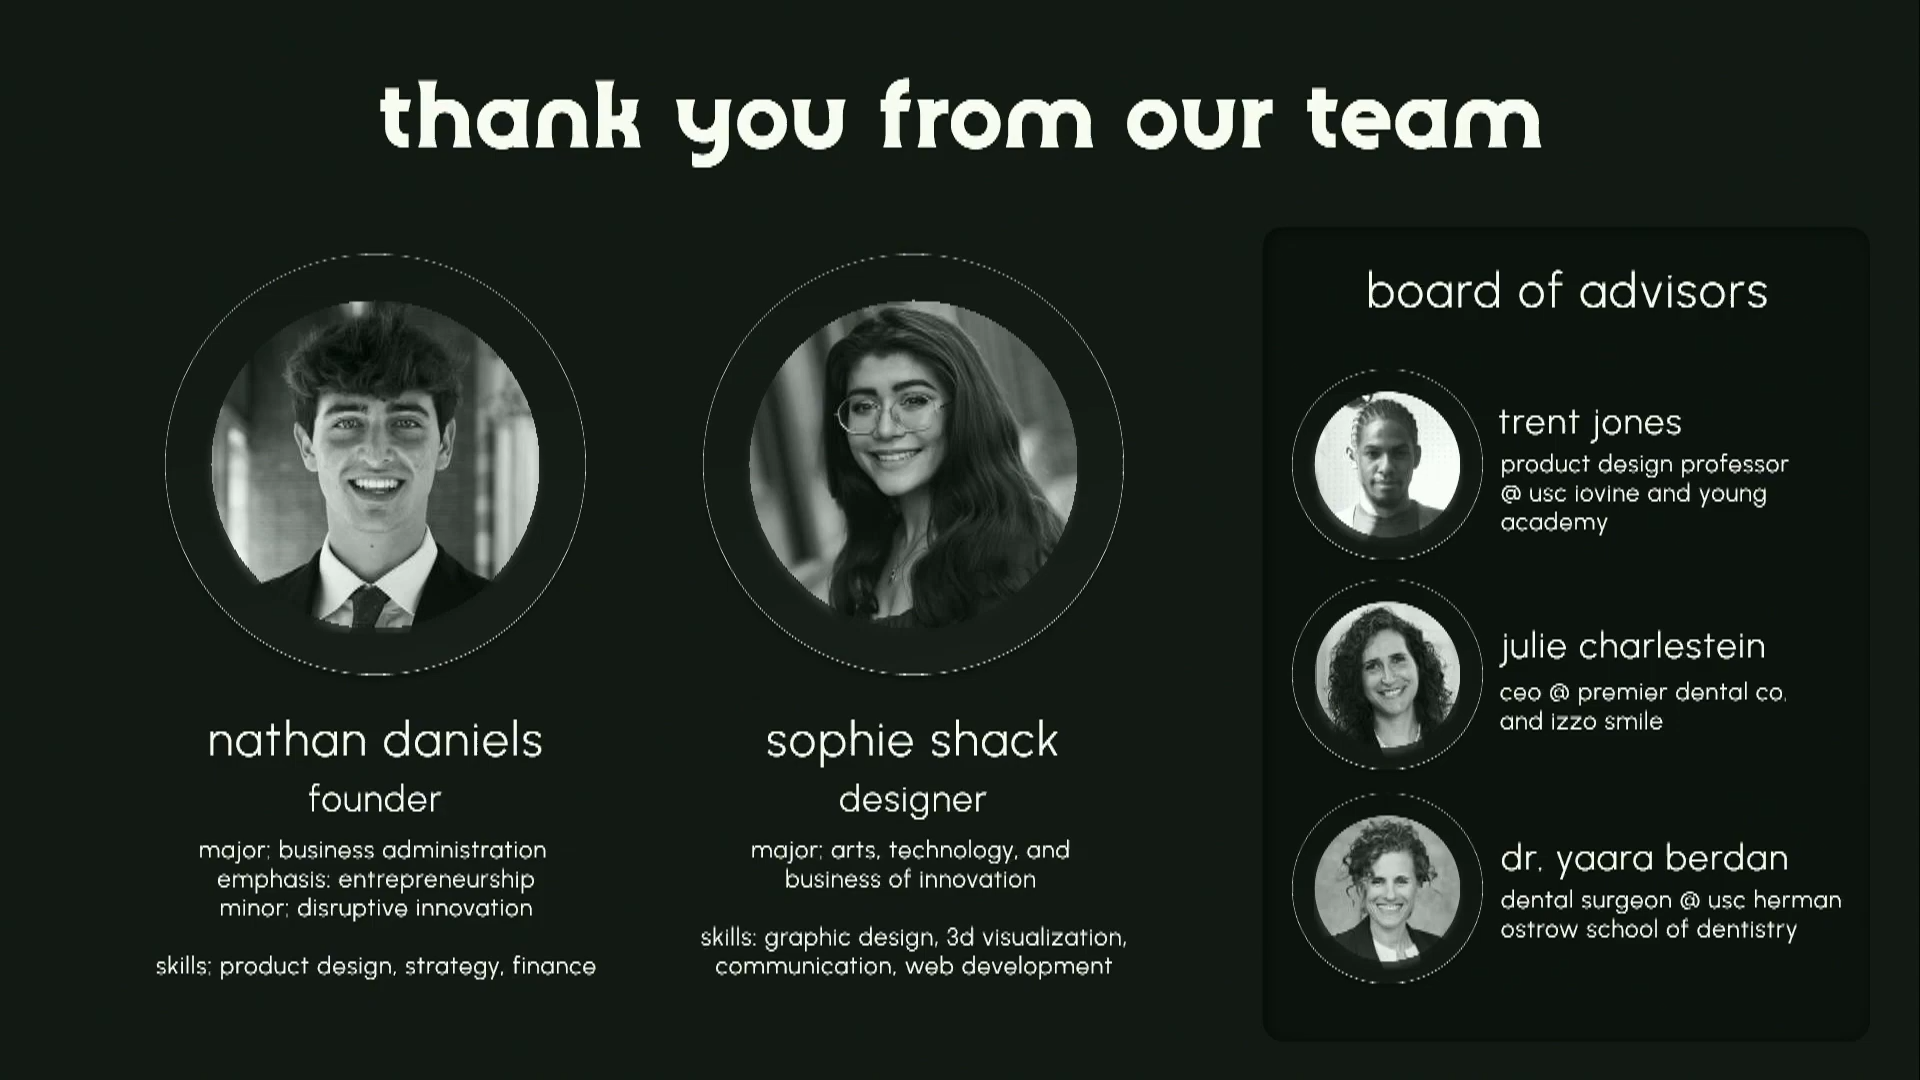 thank you from our team
nathan daniels
founder
major: business administration
emphasis: entrepreneurship
minor: disruptive innovation
skills: product design, strategy, finance
sophie shack
designer
major: arts, technology, and
business of innovation
skills: graphic design, 3d visualization,
communication, web development
board of advisors
trent jones
product design professor
@ usc iovine and young
academy
julie charlestein
ceo @ premier dental co.
and izzo smile
dr. yaara berdan
dental surgeon @ usc herman
ostrow school of dentistry